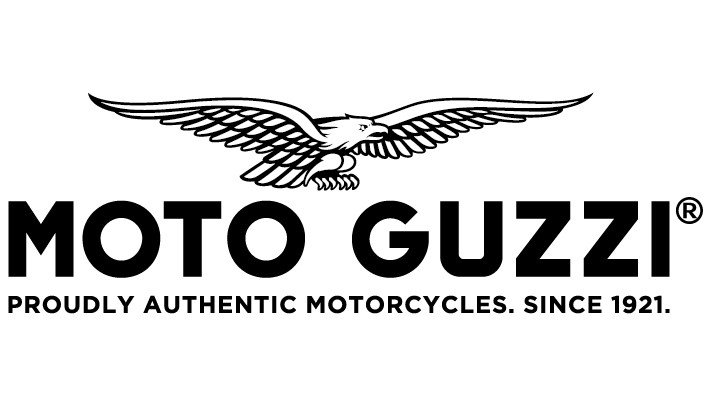 MOTO GUZZI®
PROUDLY AUTHENTIC MOTORCYCLES. SINCE 1921.